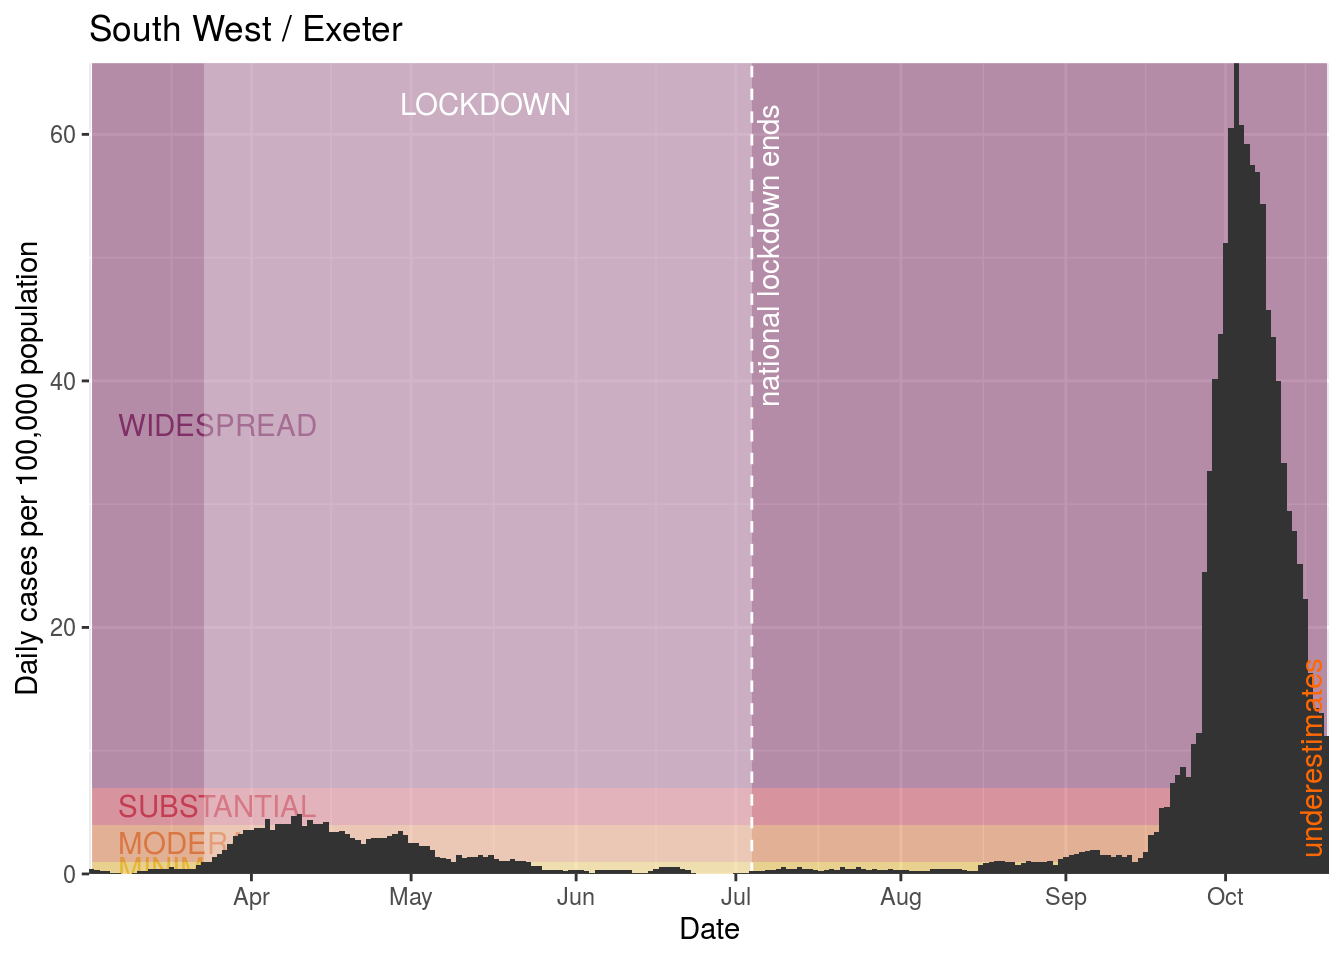 South West / Exeter
Daily cases per 100,000 population
60
40
20
0
LOCKDOWN
national lockdown ends
WIDESPREAD
SUBSTANTIAL
underestimates
Apr
May
Jun
Jul
Aug
Sep
Oct
Date